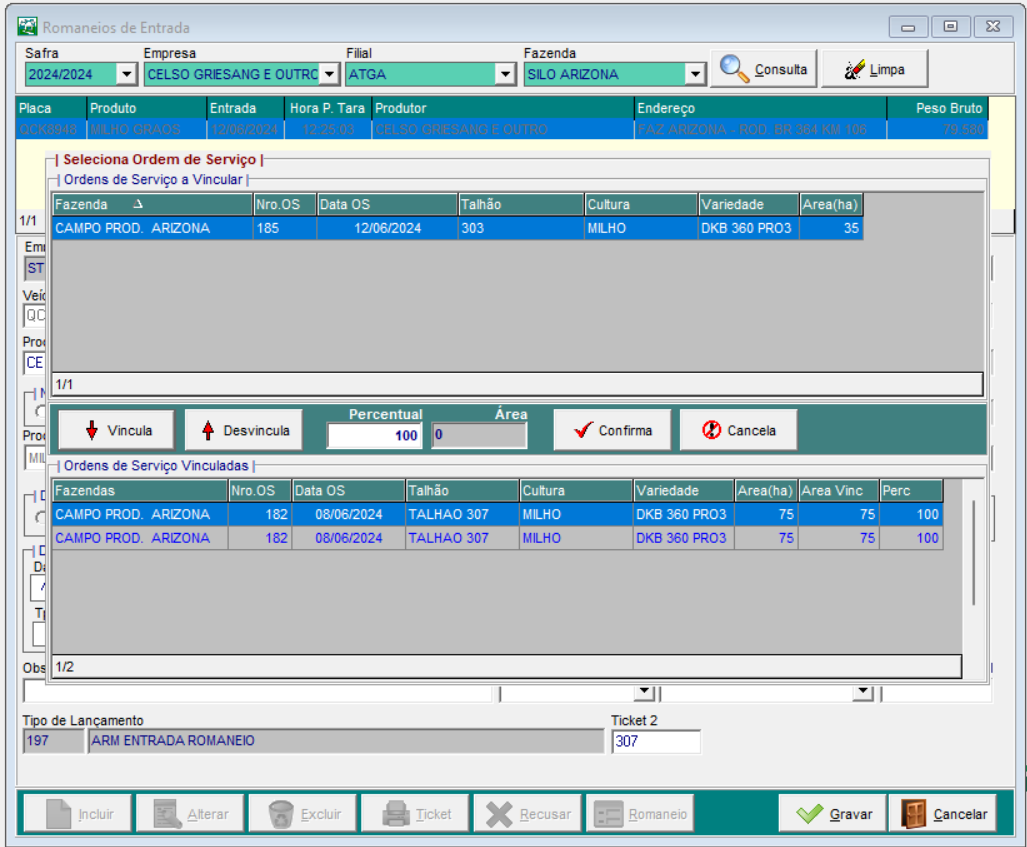 Romaneios de Entrada
Safra Empresa Filial Fazenda
2024/2024 CELSO GRIESANG E OUTRC ATGA SILO ARIZONA Consulta Limpa
Placa Produto Entrada Hora P. Tara Produtor Endereço Peso Bruto
QCK8948 MILHO GRAOS 12/06/2024 12:25:03 CELSO GRIESANG E OUTRO FAZ ARIZONA - ROD. BR 364 KM 106 79.580
| Seleciona Ordem de Serviço |
| Ordens de Serviço a Vincular |
Fazenda Nro.OS Data OS Talhão Cultura Variedade Area(ha)
1/1
CAMPO PROD. ARIZONA 185 12/06/2024 303 MILHO DKB 360 PRO3 35
Em
ST
Veíc
QC
Pro
CE
1/1
Vincula Desvincula Percentual 100 Área 0 Confirma Cancela
Pro
MIL
| Ordens de Serviço Vinculadas |
Fazendas Nro.OS Data OS Talhão Cultura Variedade Area(ha) Area Vinc Perc
CAMPO PROD. ARIZONA 182 08/06/2024 TALHAO 307 MILHO DKB 360 PRO3 75 75 100
CAMPO PROD. ARIZONA 182 08/06/2024 TALHAO 307 MILHO DKB 360 PRO3 75 75 100
Obs 1/2
Tipo de Lançamento Ticket 2
197 ARM ENTRADA ROMANEIO 307
Incluir Alterar Excluir Ticket Recusar Romaneio Gravar Cancelar